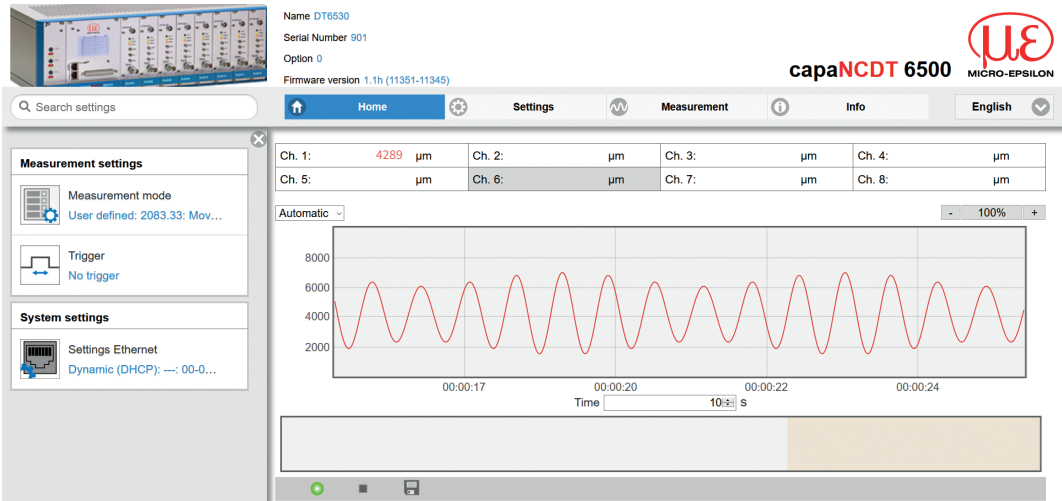 Name DT6530
Serial Number 901
Option 0
Firmware version 1.1h (11351-11345)
capaNCDT 6500
με
MICRO-EPSILON
Search settings
Home
Settings
Measurement
Info
English
Measurement settings
Measurement mode
User defined: 2083.33: Mov...
Trigger
No trigger
System settings
Settings Ethernet
Dynamic (DHCP): ---: 00-0...
Ch. 1: 4289 μm Ch. 2: μm Ch. 3: μm Ch. 4: μm
Ch. 5: μm Ch. 6: μm Ch. 7: μm Ch. 8: μm
Automatic
- 100% +
8000
6000
4000
2000
00:00:17 00:00:20 00:00:22 00:00:24
Time 10 S